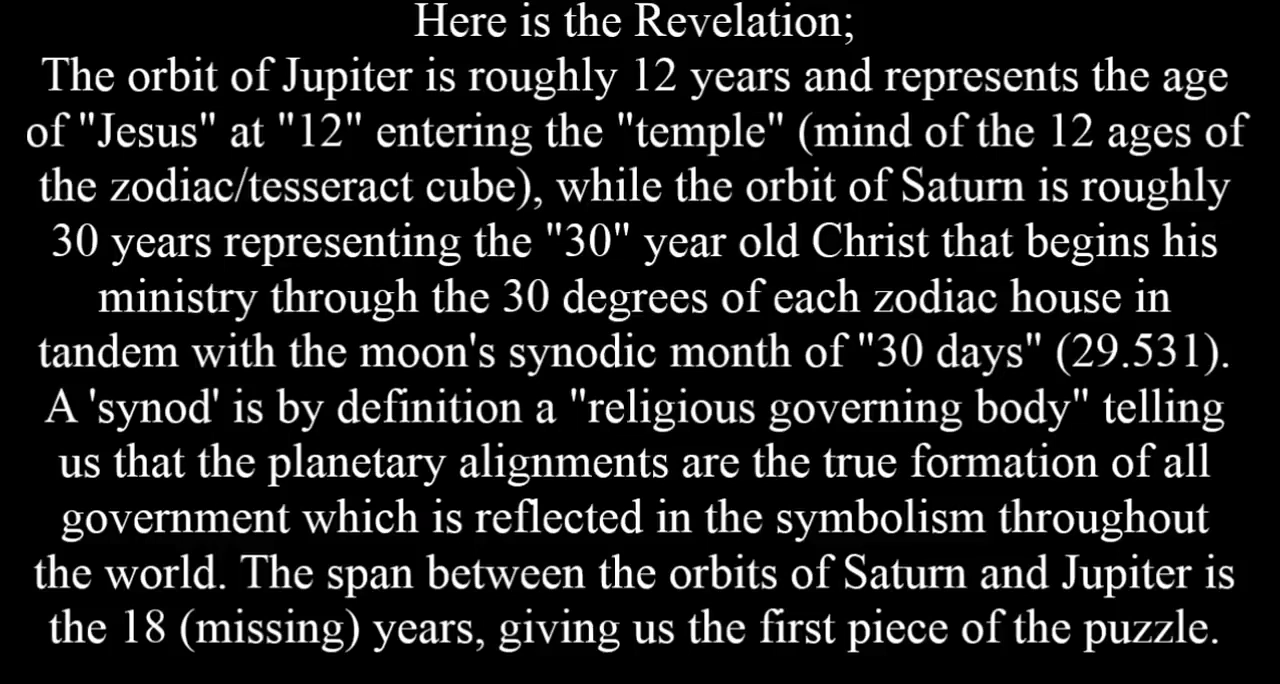 Here is the Revelation;
The orbit of Jupiter is roughly 12 years and represents the age
of "Jesus" at "12" entering the "temple" (mind of the 12 ages of
the zodiac/tesseract cube), while the orbit of Saturn is roughly
30 years representing the "30" year old Christ that begins his
ministry through the 30 degrees of each zodiac house in
tandem with the moon's synodic month of "30 days" (29.531).
A 'synod' is by definition a "religious governing body" telling
us that the planetary alignments are the true formation of all
government which is reflected in the symbolism throughout
the world. The span between the orbits of Saturn and Jupiter is
the 18 (missing) years, giving us the first piece of the puzzle.